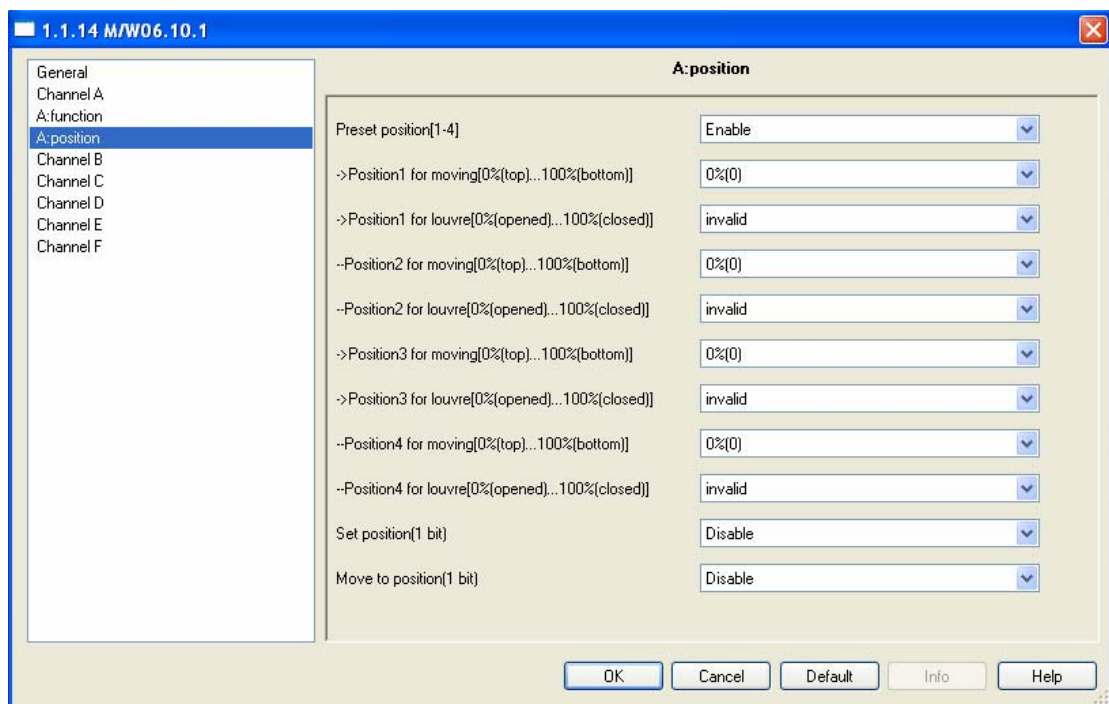 1.1.14 M/W06.10.1
General
Channel A
A:function
A:position
Channel B
Channel C
Channel D
Channel E
Channel F
A:position
Preset position[1-4] Enable
->Position1 for moving[0%(top)...100%(bottom)] 0%(0)
->Position1 for louvre[0%(opened)...100%(closed)] invalid
--Position2 for moving[0%(top)...100%(bottom)] 0%(0)
--Position2 for louvre[0%(opened)...100%(closed)] invalid
->Position3 for moving[0%(top)...100%(bottom)] 0%(0)
->Position3 for louvre[0%(opened)...100%(closed)] invalid
--Position4 for moving[0%(top)...100%(bottom)] 0%(0)
--Position4 for louvre[0%(opened)...100%(closed)] invalid
Set position(1 bit) Disable
Move to position(1 bit) Disable
OK Cancel Default Info Help